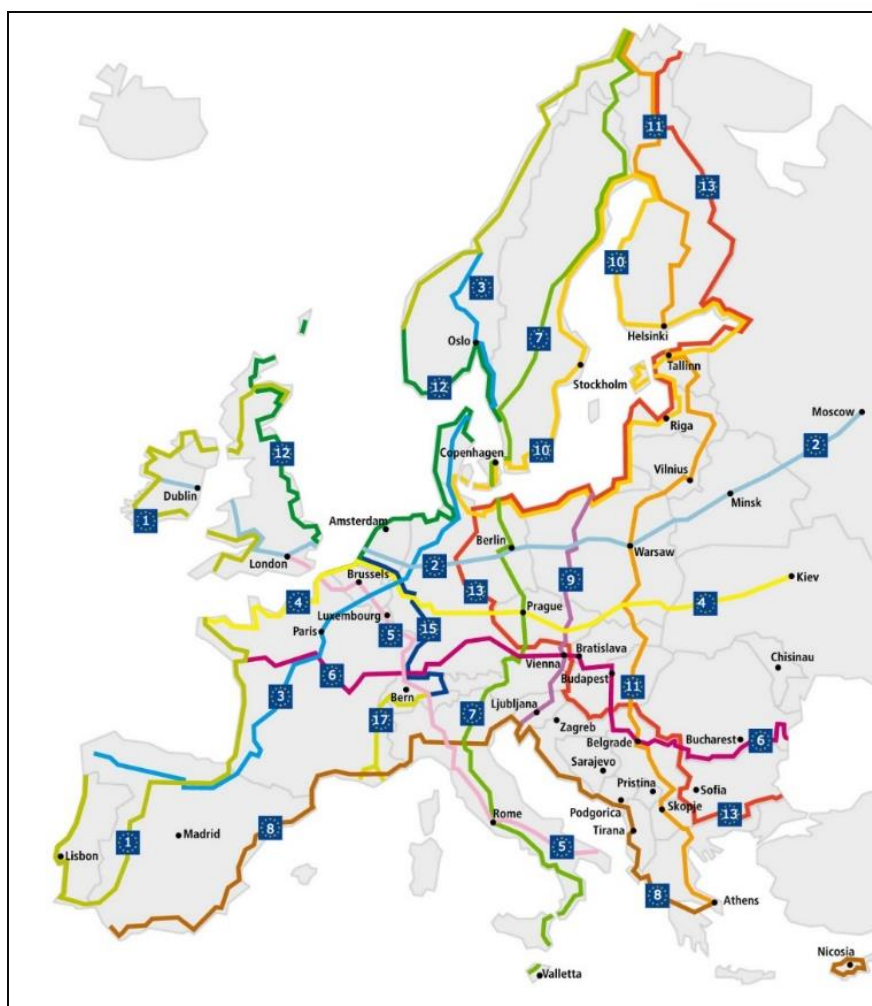 11
13
10
3
Helsinki
Oslo
7
Tallinn
12
Stockholm
Moscow
Riga
2
12
10
Copenhagen
Vilnius
Dublin
Minsk
1
Amsterdam
Berlin
Warsaw
London
2
Brussels
9
Kiev
13
4
4
Prague
Luxembourg
15
Paris
5
Vienna
Bratislava
Chisinau
6
Budapest
Bern
11
3
Ljubljana
17
7
Zagreb
Belgrade
Bucharest
6
Sarajevo
Pristina
Sofia
Podgorica
Skopje
Rome
13
8
Madrid
Tirana
1
5
Lisbon
8
Athens
Nicosia
Valletta